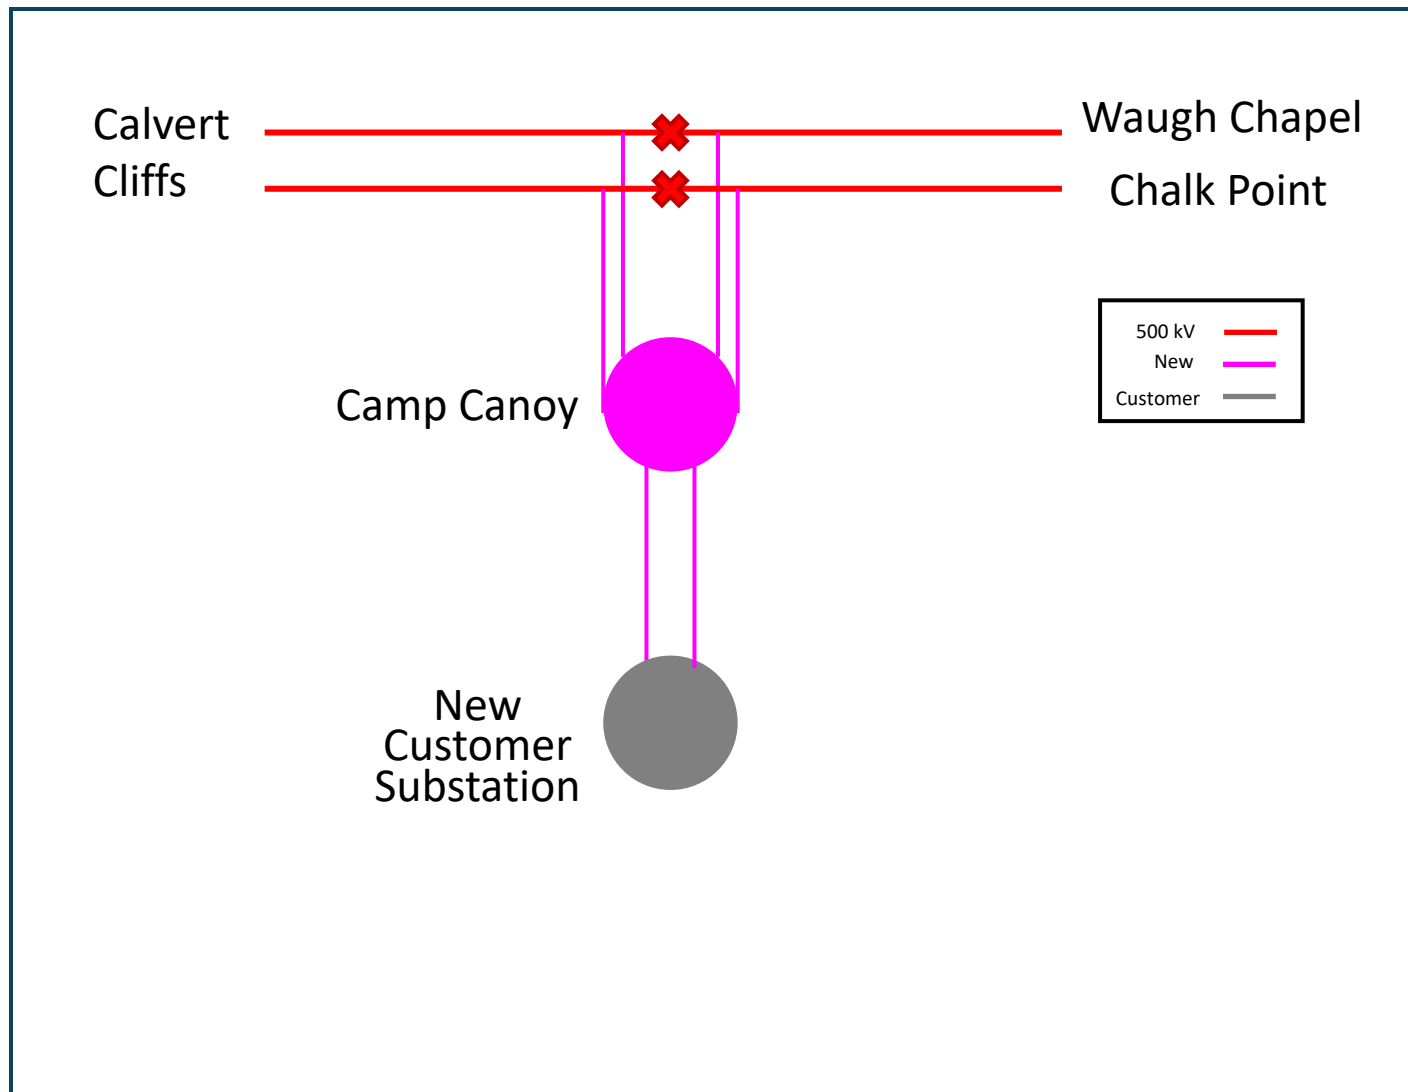 Calvert
Cliffs
Waugh Chapel
Chalk Point
500 kV
New
Customer
Camp Canoy
New
Customer
Substation